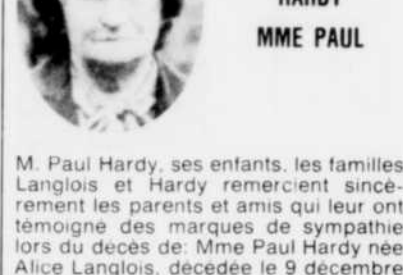 HARDY
MME PAUL
M. Paul Hardy, ses enfants, les familles
Langlois et Hardy remercient sincè-
rement les parents et amis qui leur ont
témoigné des marques de sympathie
lors du décès de: Mme Paul Hardy née
Alice Langlois, décédée le 9 décembre